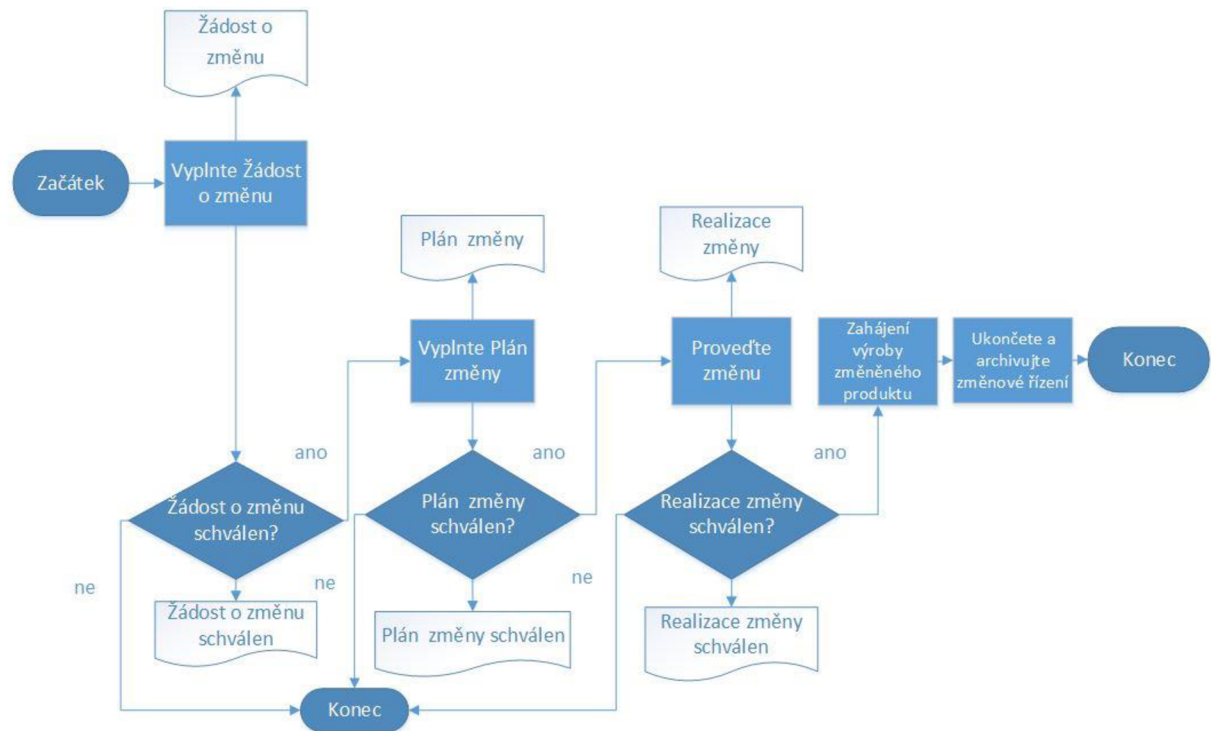 Žádost o
změnu
Začátek
Vyplnte Žádost
o změnu
Plán změny
Realizace
změny
Vyplnte Plán
změny
Proveďte
změnu
Zahájení
výroby
změněného
produktu
Ukončete a
archivujte
změnové řízení
Konec
ano
ano
ano
Žádost o změnu
schválen?
Plán změny
schválen?
Realizace změny
schválen?
ne
ne
ne
Žádost o změnu
schválen
Plán změny schválen
Realizace změny
schválen
Konec